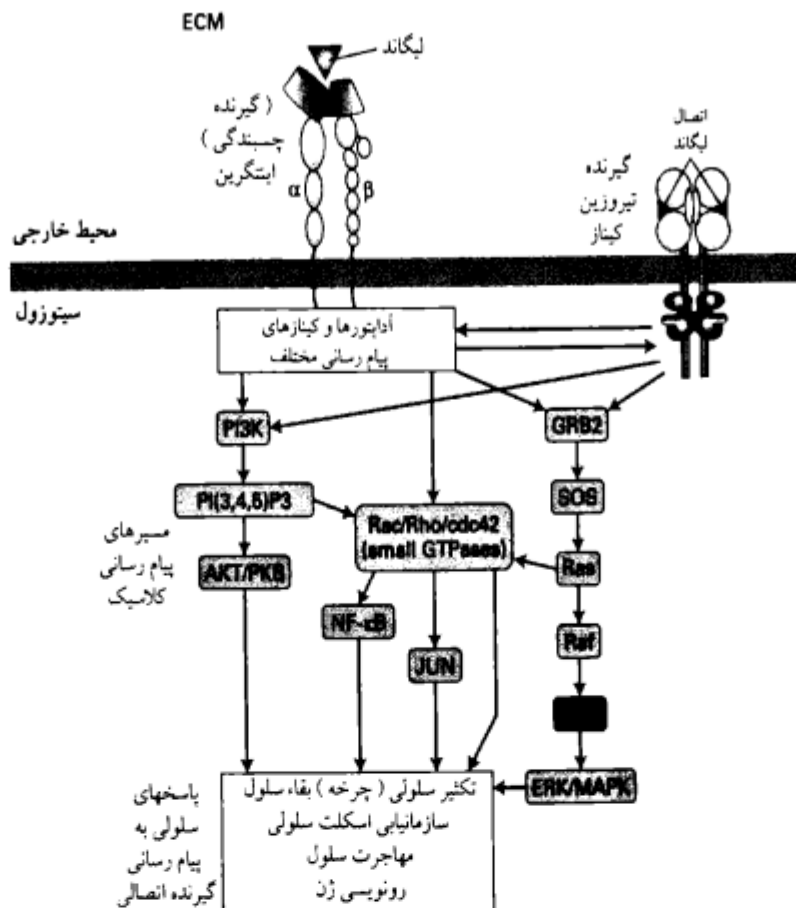 ECM
لیگاند
(گیرنده
چسبندگی)
اینتگرین
α
β
اتصال
لیگاند
گیرنده
تیروزین
کیناز
محیط خارجی
سیتوزول
أداپتورها و کینازهای
پیام رسانی مختلف
PI3K
GRB2
PI(3,4,5)P3
SOS
Rac/Rho/cdc42
(small GTPases)
مسیرهای
پیام رسانی
کلاسیک
AKT/PKB
Ras
NF-κB
Raf
JUN
ERK/MAPK
تکثیر سلولی (چرخه) بقاء سلول
سازمانیابی اسکلت سلولی
مهاجرت سلول
رونویسی ژن
پاسخهای
سلولی به
پیام رسانی
گیرنده اتصالی